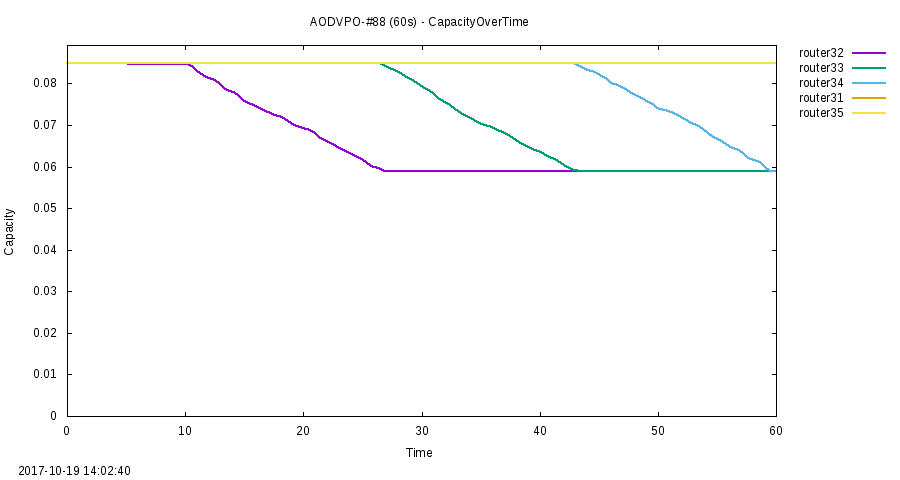 AODVPO-#88 (60s) - CapacityOverTime
router32
router33
router34
router31
router35
0.08
0.07
0.06
0.05
0.04
0.03
0.02
0.01
0
Capacity
0 10 20 30 40 50 60
Time
2017-10-19 14:02:40